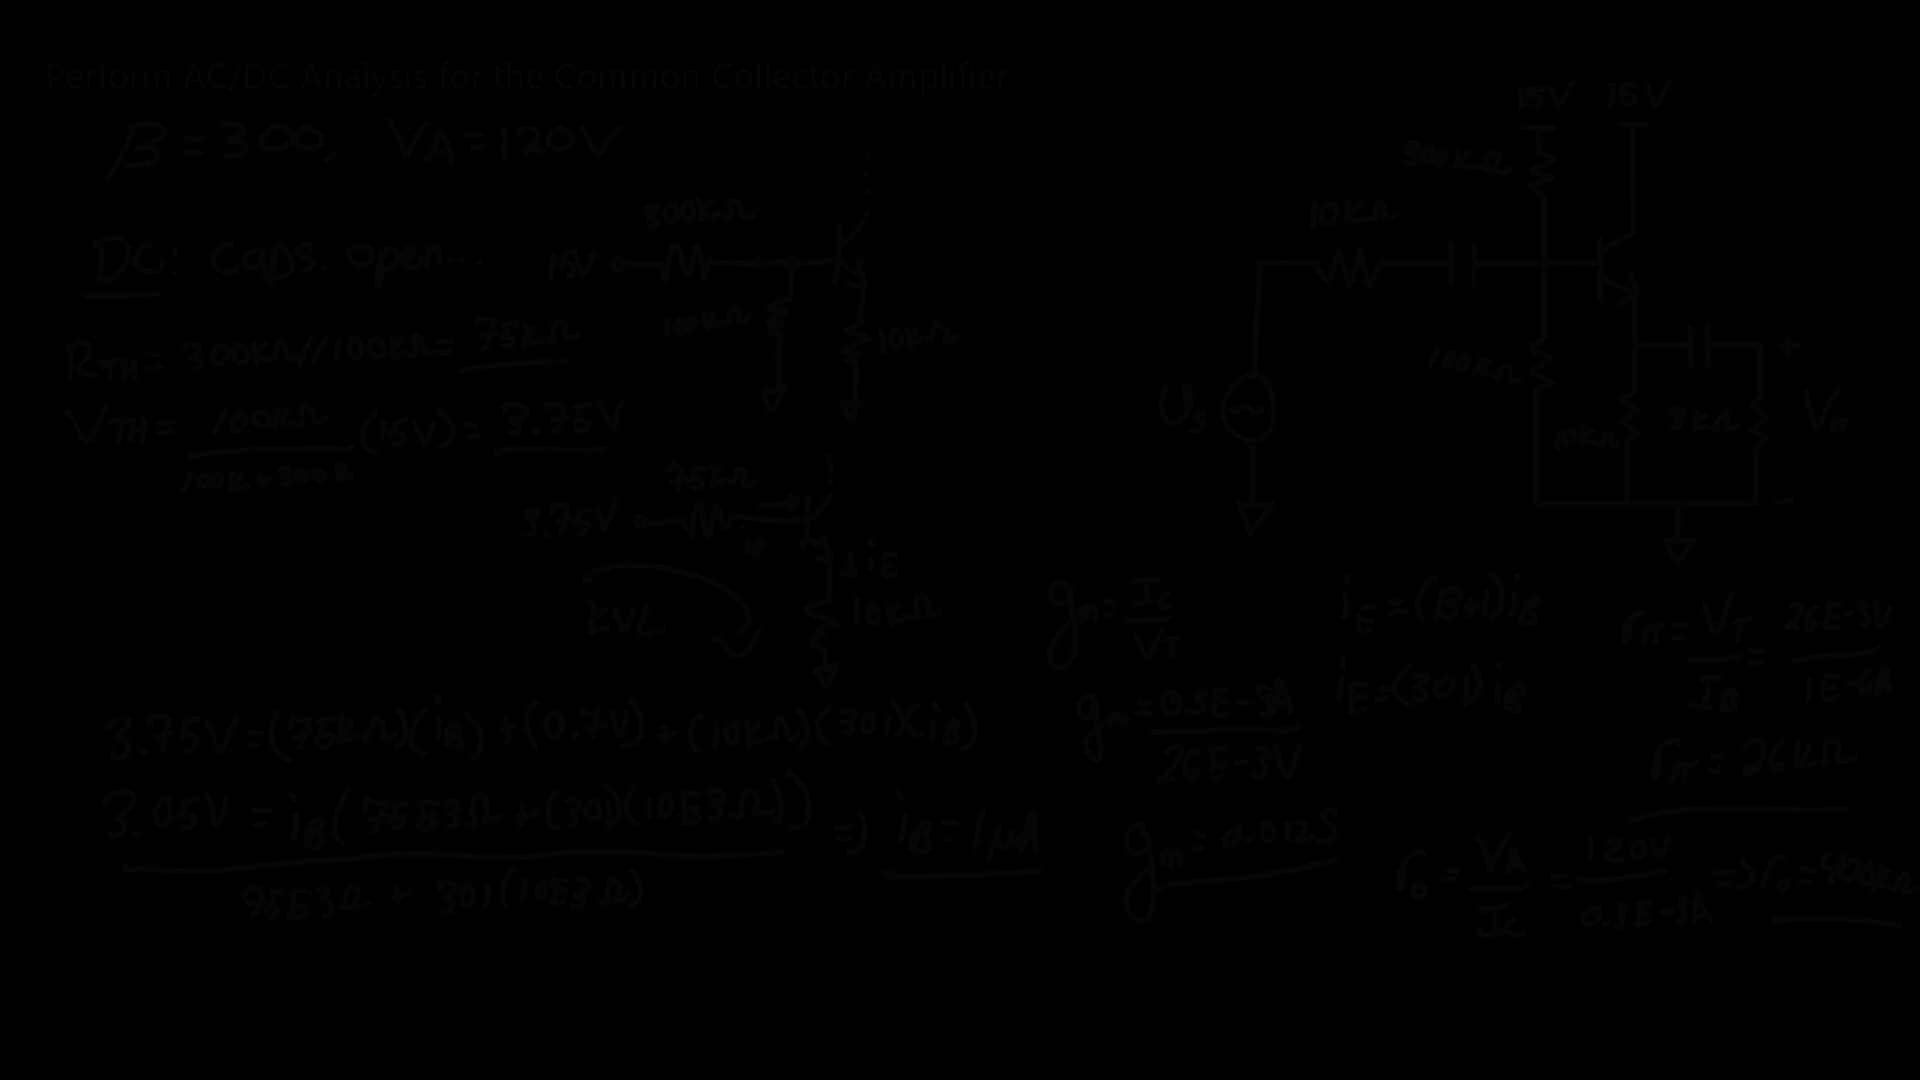 Perform AC/DC Analysis for the Common Collector Amplifier
β = 300, VA = 120V
DC: caps. open...
RTH = 300kΩ//100kΩ = 75kΩ
VTH = 100kΩ / 100k + 300k (15V) = 3.75V
15V
300kΩ
100kΩ
10kΩ
3.75V
75kΩ
iB
iE
10kΩ
KVL
3.75V = (75kΩ)(iB) + (0.7V) + (10kΩ)(301)(iB)
3.05V = iB(75E3Ω + (301)(10E3Ω)) => iB = 1μA
75E3Ω + 301(10E3Ω)
15V 15V
300kΩ
10kΩ
100kΩ
10kΩ
3kΩ
Us
+
Vo
-
gm = IC / VT
gm = 0.3E-3A / 26E-3V
gm = 0.012S
iE = (B+1)iB
iE = (301)iB
rπ = VT / IB = 26E-3V / 1E-6A
rπ = 26kΩ
ro = VA / IC = 120V / 0.3E-3A => ro = 400kΩ